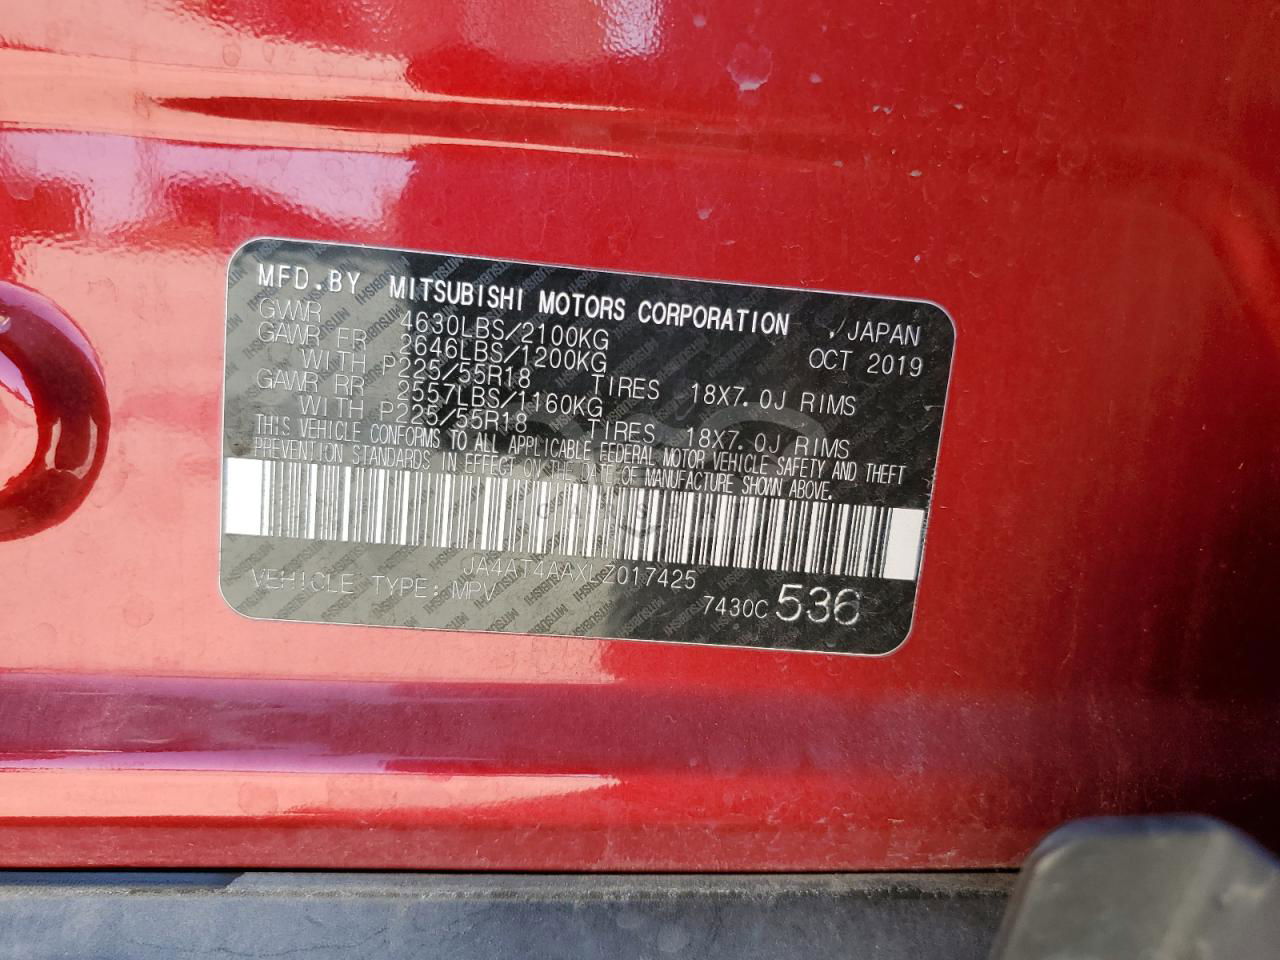 MFD.BY MITSUBISHI MOTORS CORPORATION /JAPAN
GVWR 4630LBS/2100KG OCT 2019
GAWR FR 2646LBS/1200KG
WITH P225/55R18 TIRES 18X7.0J RIMS
GAWR RR 2557LBS/1160KG
WITH P225/55R18 TIRES 18X7.0J RIMS
THIS VEHICLE CONFORMS TO ALL APPLICABLE FEDERAL MOTOR VEHICLE SAFETY AND THEFT
PREVENTION STANDARDS IN EFFECT ON THE DATE OF MANUFACTURE SHOWN ABOVE.
JA4AT4AAXLZ017425
VEHICLE TYPE: MPV 7430C 536